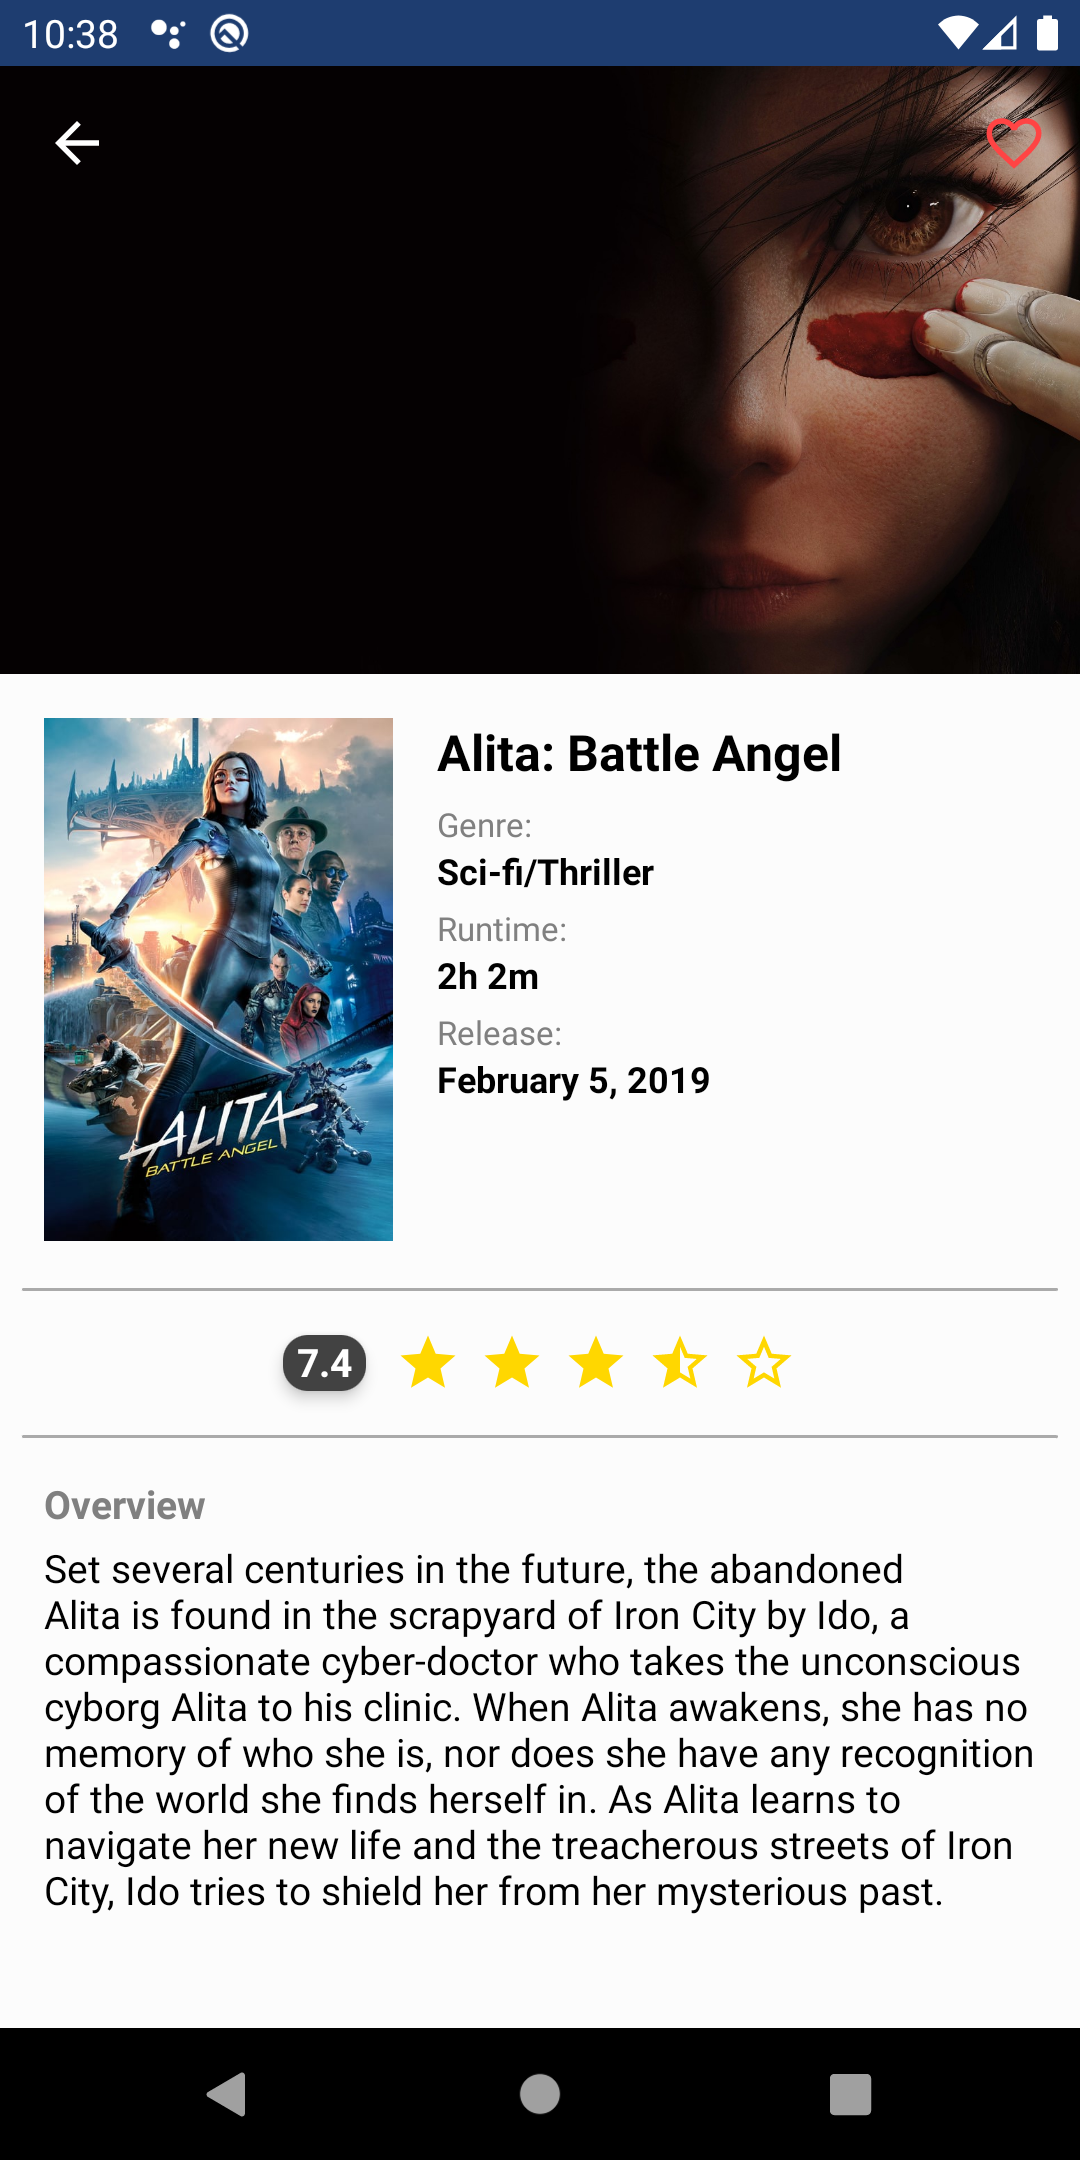 10:38
Alita: Battle Angel
Genre:
Sci-fi/Thriller
Runtime:
2h 2m
Release:
February 5, 2019
ALITA
BATTLE ANGEL
7.4
Overview
Set several centuries in the future, the abandoned
Alita is found in the scrapyard of Iron City by Ido, a
compassionate cyber-doctor who takes the unconscious
cyborg Alita to his clinic. When Alita awakens, she has no
memory of who she is, nor does she have any recognition
of the world she finds herself in. As Alita learns to
navigate her new life and the treacherous streets of Iron
City, Ido tries to shield her from her mysterious past.